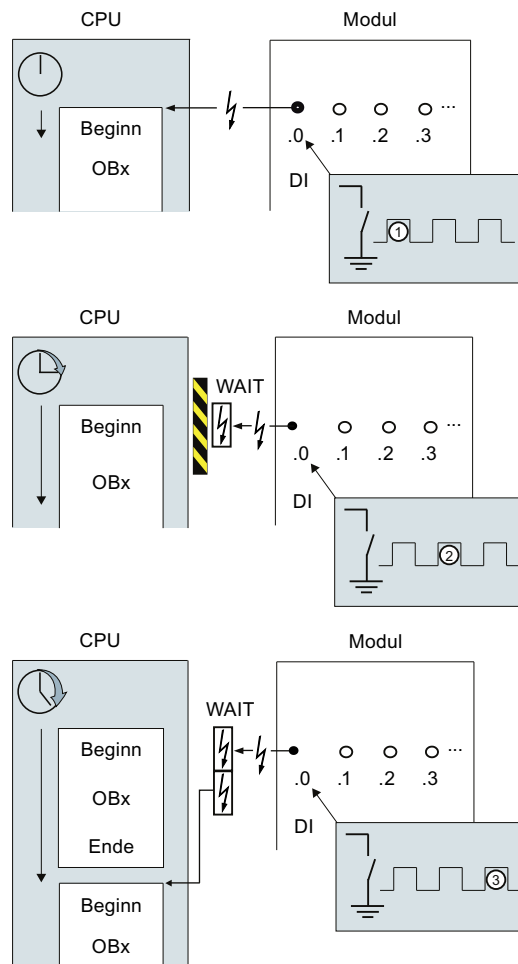 CPU
Modul
Beginn
OBx
.0 .1 .2 .3 ...
DI
1
CPU
Modul
WAIT
Beginn
OBx
.0 .1 .2 .3 ...
DI
2
CPU
Modul
WAIT
Beginn
OBx
Ende
.0 .1 .2 .3 ...
DI
3
Beginn
OBx